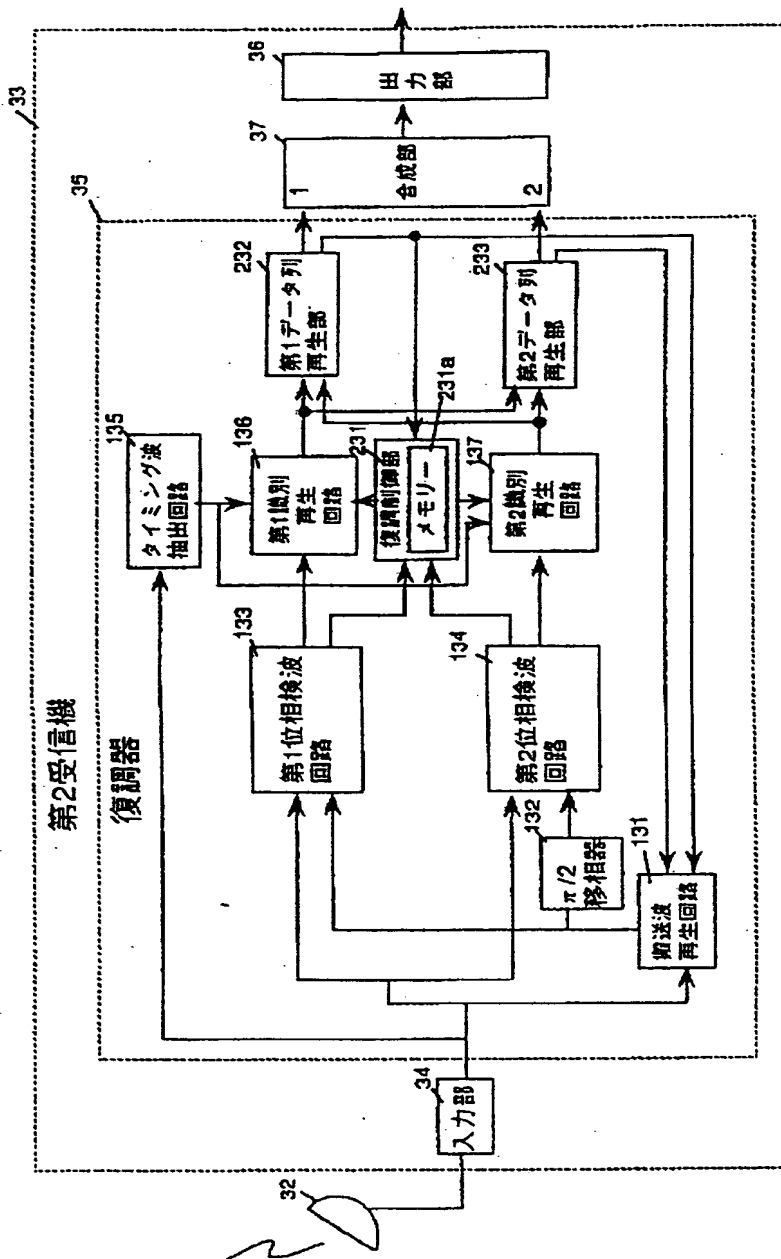 第2受信機
33
復調器
35
32
34
入力部
タイミング波
抽出回路
135
133
第1位相検波
回路
134
第2位相検波
回路
132
π/2
移相器
131
搬送波
再生回路
136
第1識別
再生
回路
231
復調制御部
メモリー
231a
137
第2識別
再生
回路
232
第1データ列
再生部
233
第2データ列
再生部
37
1
合成部
2
36
出力部